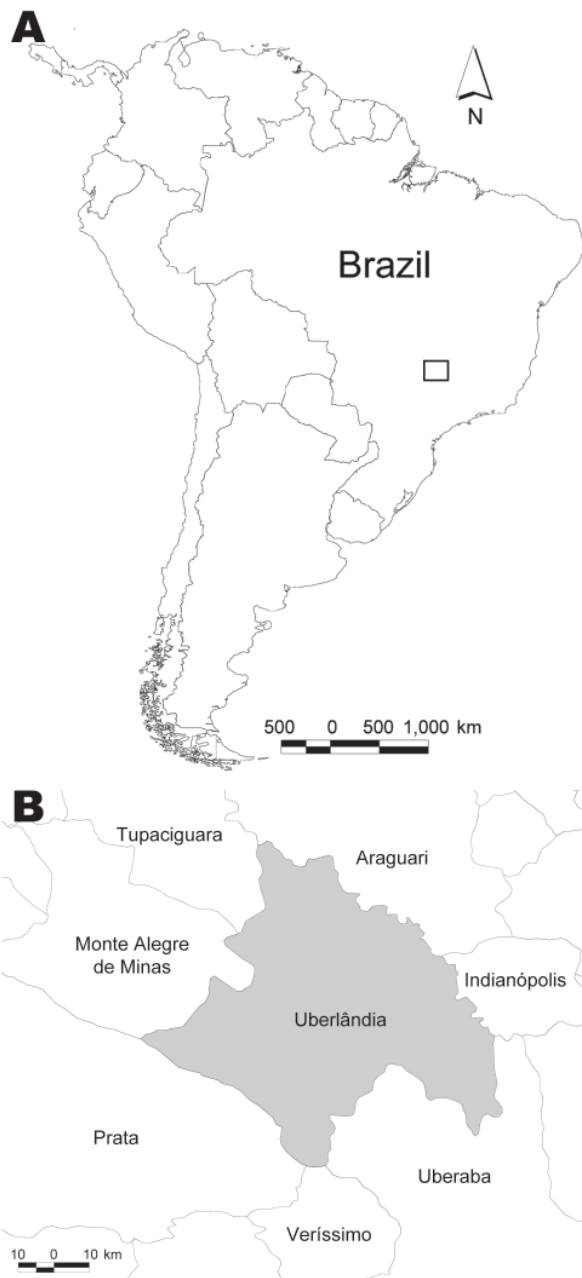 A
N
Brazil
500 0 500 1,000 km
B
Tupaciguara
Araguari
Monte Alegre
de Minas
Indianópolis
Uberlândia
Prata
Uberaba
Veríssimo
10 0 10 km